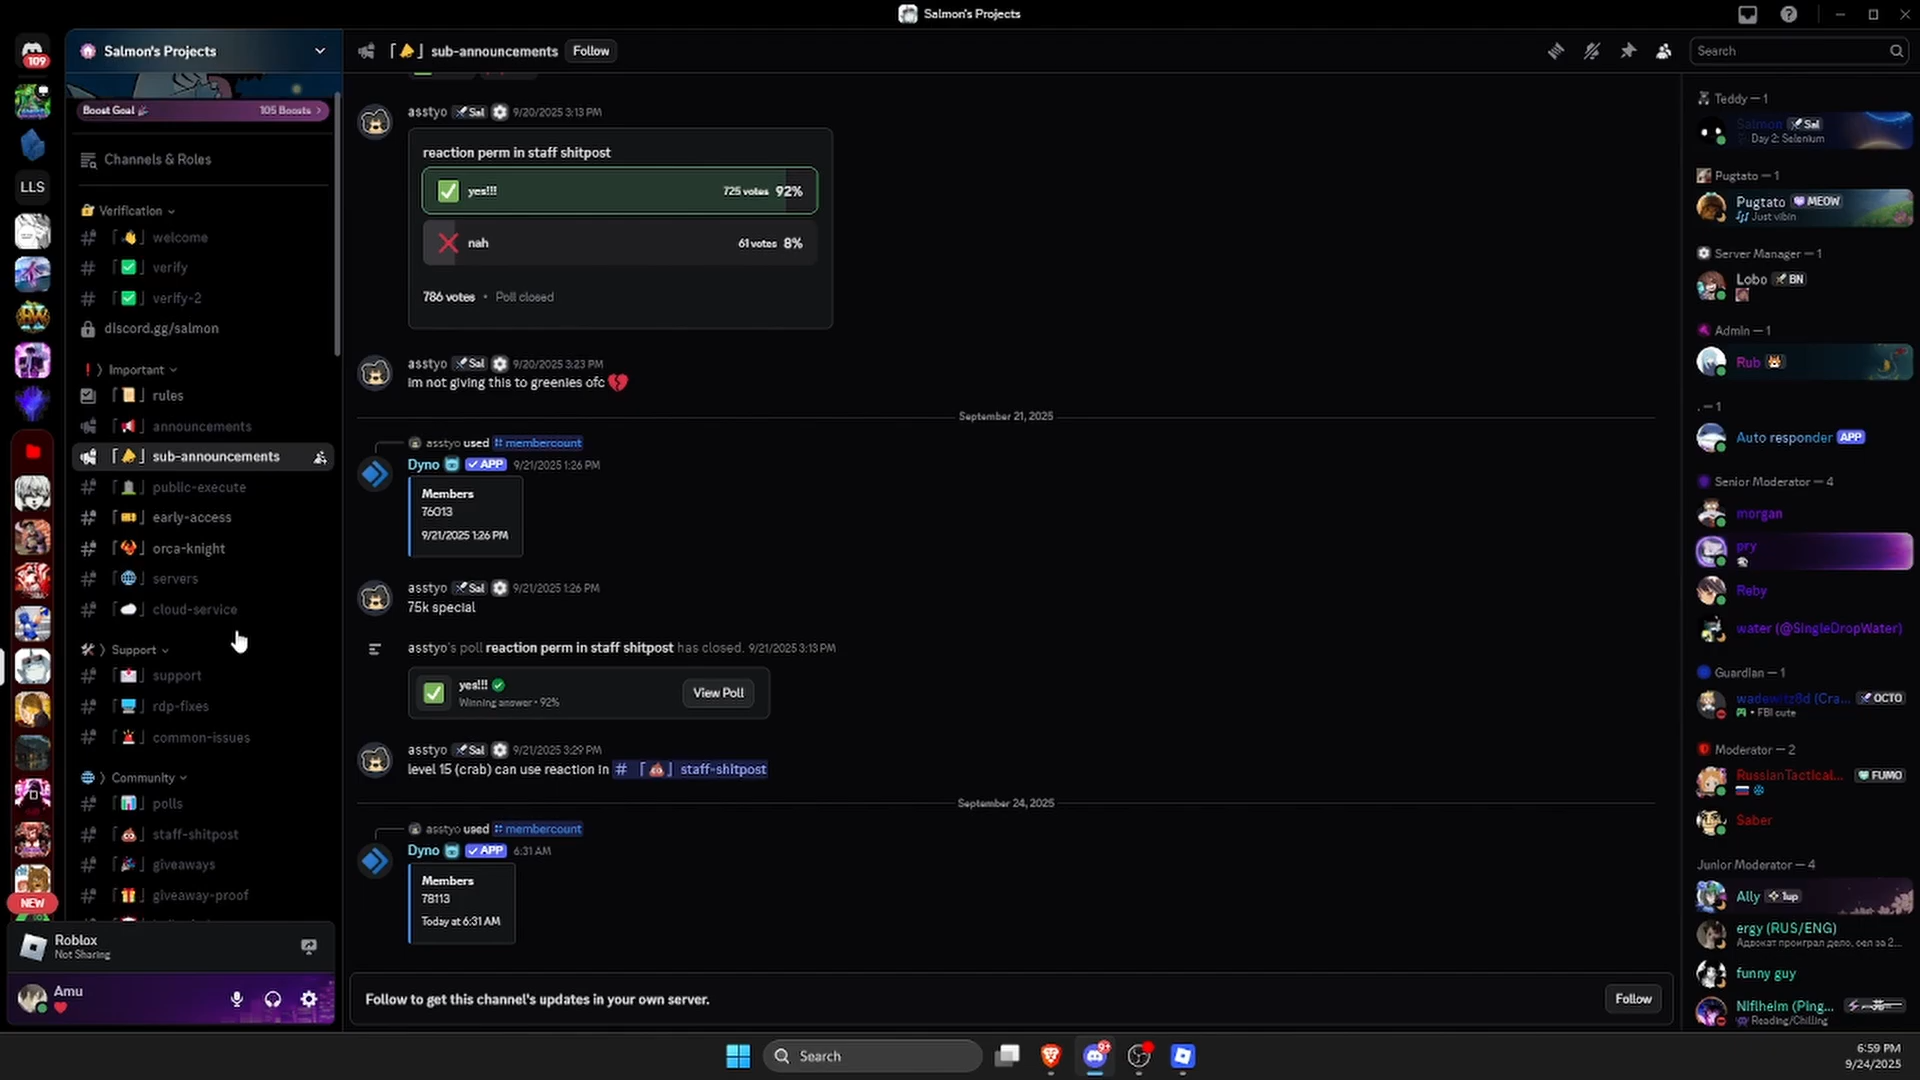 Salmon's Projects
109
LLS
NEW
Salmon's Projects
Boost Goal
105 Boosts
Channels & Roles
Verification
welcome
verify
verify-2
discord.gg/salmon
Important
rules
announcements
sub-announcements
public-execute
early-access
orca-knight
servers
cloud-service
Support
support
rdp-fixes
common-issues
Community
polls
staff-shitpost
giveaways
giveaway-proof
Roblox
Not Sharing
Amu
sub-announcements
Follow
Search
asstyo Sal 9/20/2025 3:13 PM
reaction perm in staff shitpost
yes!!! 725 votes 92%
nah 61 votes 8%
786 votes • Poll closed
asstyo Sal 9/20/2025 3:23 PM
im not giving this to greenies ofc
September 21, 2025
asstyo used membercount
Dyno APP 9/21/2025 1:26 PM
Members
76013
9/21/2025 1:26 PM
asstyo Sal 9/21/2025 1:26 PM
75k special
asstyo's poll reaction perm in staff shitpost has closed. 9/21/2025 3:13 PM
yes!!!
Winning answer • 92%
View Poll
asstyo Sal 9/21/2025 3:29 PM
level 15 (crab) can use reaction in # staff-shitpost
September 24, 2025
asstyo used membercount
Dyno APP 6:31 AM
Members
78113
Today at 6:31 AM
Follow to get this channel's updates in your own server.
Follow
Teddy — 1
Salmon Sal
Day 2: Selenium
Pugtato — 1
Pugtato MEOW
Just vibin
Server Manager — 1
Lobo BN
Admin — 1
Rub
. — 1
Auto responder APP
Senior Moderator — 4
morgan
pry
Reby
water (@SingleDropWater)
Guardian — 1
wadewitz8d (Cra... OCTO
• FBI cute
Moderator — 2
RussianTactical... FUMO
Saber
Junior Moderator — 4
Ally 1up
ergy (RUS/ENG)
Адвокат проиграл дело, сел за 2...
funny guy
Niflheim (Ping...
Reading/Chilling
Search
9+
6:59 PM
9/24/2025